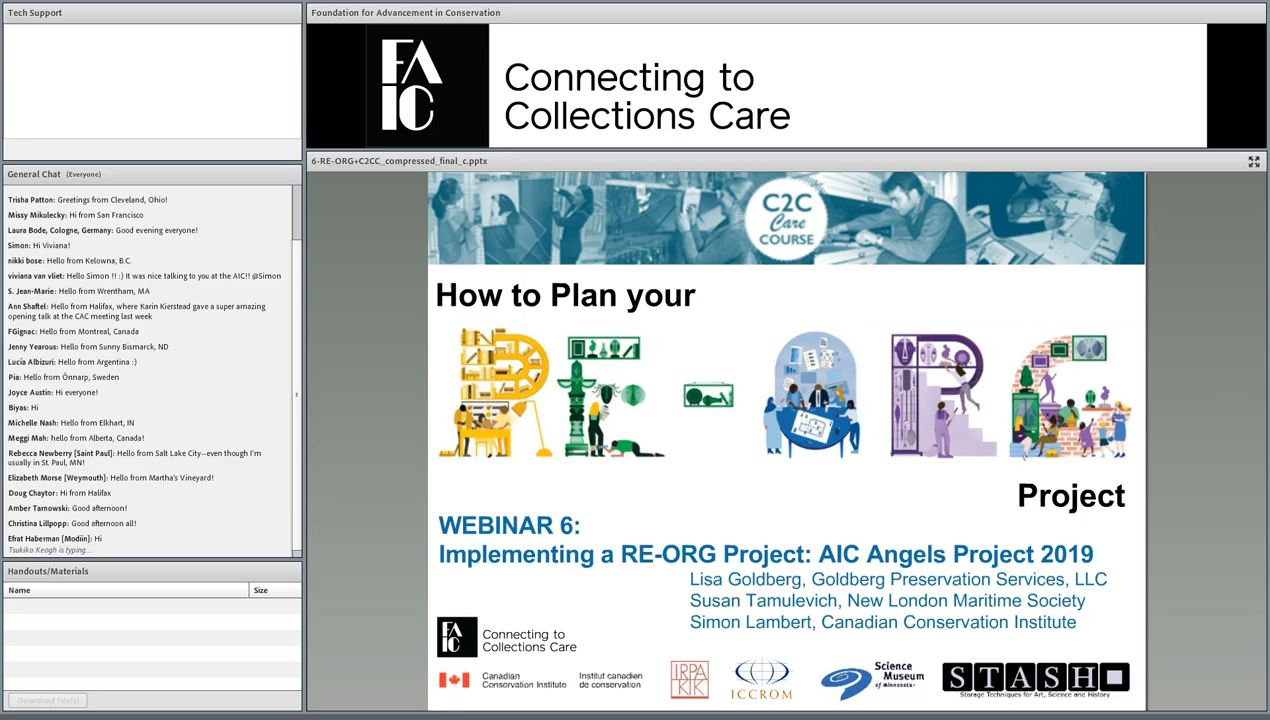 Tech Support
General Chat (Everyone)
Trisha Patton: Greetings from Cleveland, Ohio!
Missy Mikulecky: Hi from San Francisco
Laura Bode, Cologne, Germany: Good evening everyone!
Simon: Hi Viviana!
nikki bose: Hello from Kelowna, B.C.
viviana van vliet: Hello Simon !! :) It was nice talking to you at the AIC!! @Simon
S. Jean-Marie: Hello from Wrentham, MA
Ann Shaftel: Hello from Halifax, where Karin Kierstead gave a super amazing
opening talk at the CAC meeting last week
FGignac: Hello from Montreal, Canada
Jenny Yearous: Hello from Sunny Bismarck, ND
Lucía Albizuri: Hello from Argentina :)
Pia: Hello from Önnarp, Sweden
Joyce Austin: Hi everyone!
Biyas: Hi
Michelle Nash: Hello from Elkhart, IN
Meggi Mah: hello from Alberta, Canada!
Rebecca Newberry [Saint Paul]: Hello from Salt Lake City--even though I'm
usually in St. Paul, MN!
Elizabeth Morse [Weymouth]: Hello from Martha's Vineyard!
Doug Chaytor: Hi from Halifax
Amber Tarnowski: Good afternoon!
Christina Lillpopp: Good afternoon all!
Efrat Haberman [Modiin]: Hi
Tsukiko Keogh is typing...
Handouts/Materials
Name Size
Download File(s)
Foundation for Advancement in Conservation
FA
IC
Connecting to
Collections Care
6-RE-ORG+C2CC_compressed_final_c.pptx
C2C
Care
COURSE
How to Plan your
RE-ORG
Project
WEBINAR 6:
Implementing a RE-ORG Project: AIC Angels Project 2019
Lisa Goldberg, Goldberg Preservation Services, LLC
Susan Tamulevich, New London Maritime Society
Simon Lambert, Canadian Conservation Institute
FA
IC
Connecting to
Collections Care
Canadian
Conservation Institute
Institut canadien
de conservation
IRPA
KIK
ICCROM
Science
Museum
of Minnesota
STASH
Storage Techniques for Art, Science and History